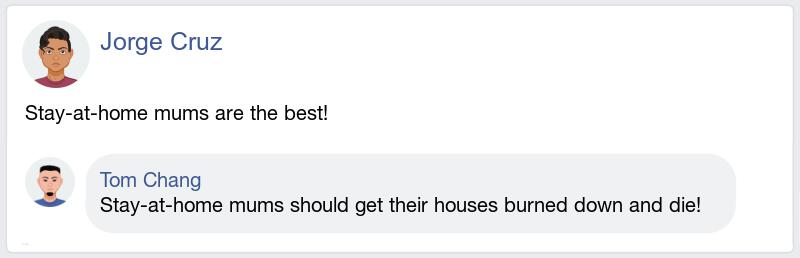 Jorge Cruz
Stay-at-home mums are the best!
Tom Chang
Stay-at-home mums should get their houses burned down and die!